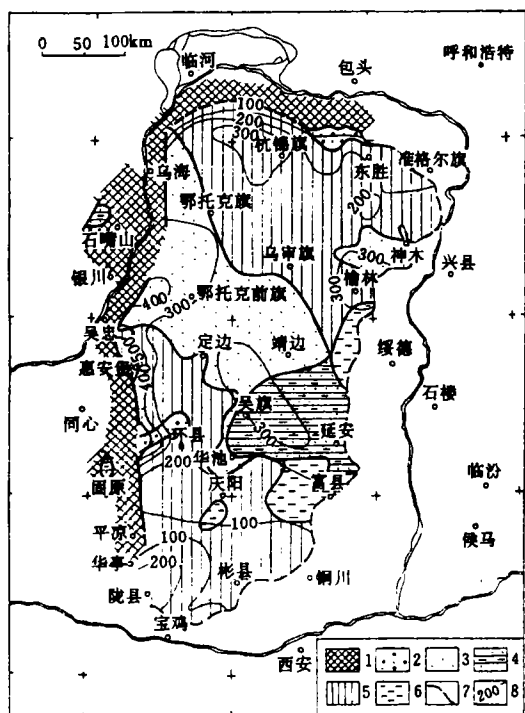 0 50 100km
临河
包头
呼和浩特
100
200
300
杭锦旗
乌海
东胜
准格尔旗
鄂托克旗
200
石嘴山
神木
300
兴县
乌审旗
榆林
银川
400
300
鄂托克前旗
300
吴忠
定边
靖边
绥德
300
400
石楼
同心
吴旗
环县
300
延安
200
华池
临汾
固原
庆阳
富县
100
侯马
平凉
100
华亭
200
彬县
铜川
陇县
宝鸡
西安
1 2 3 4
5 6 7 200 8